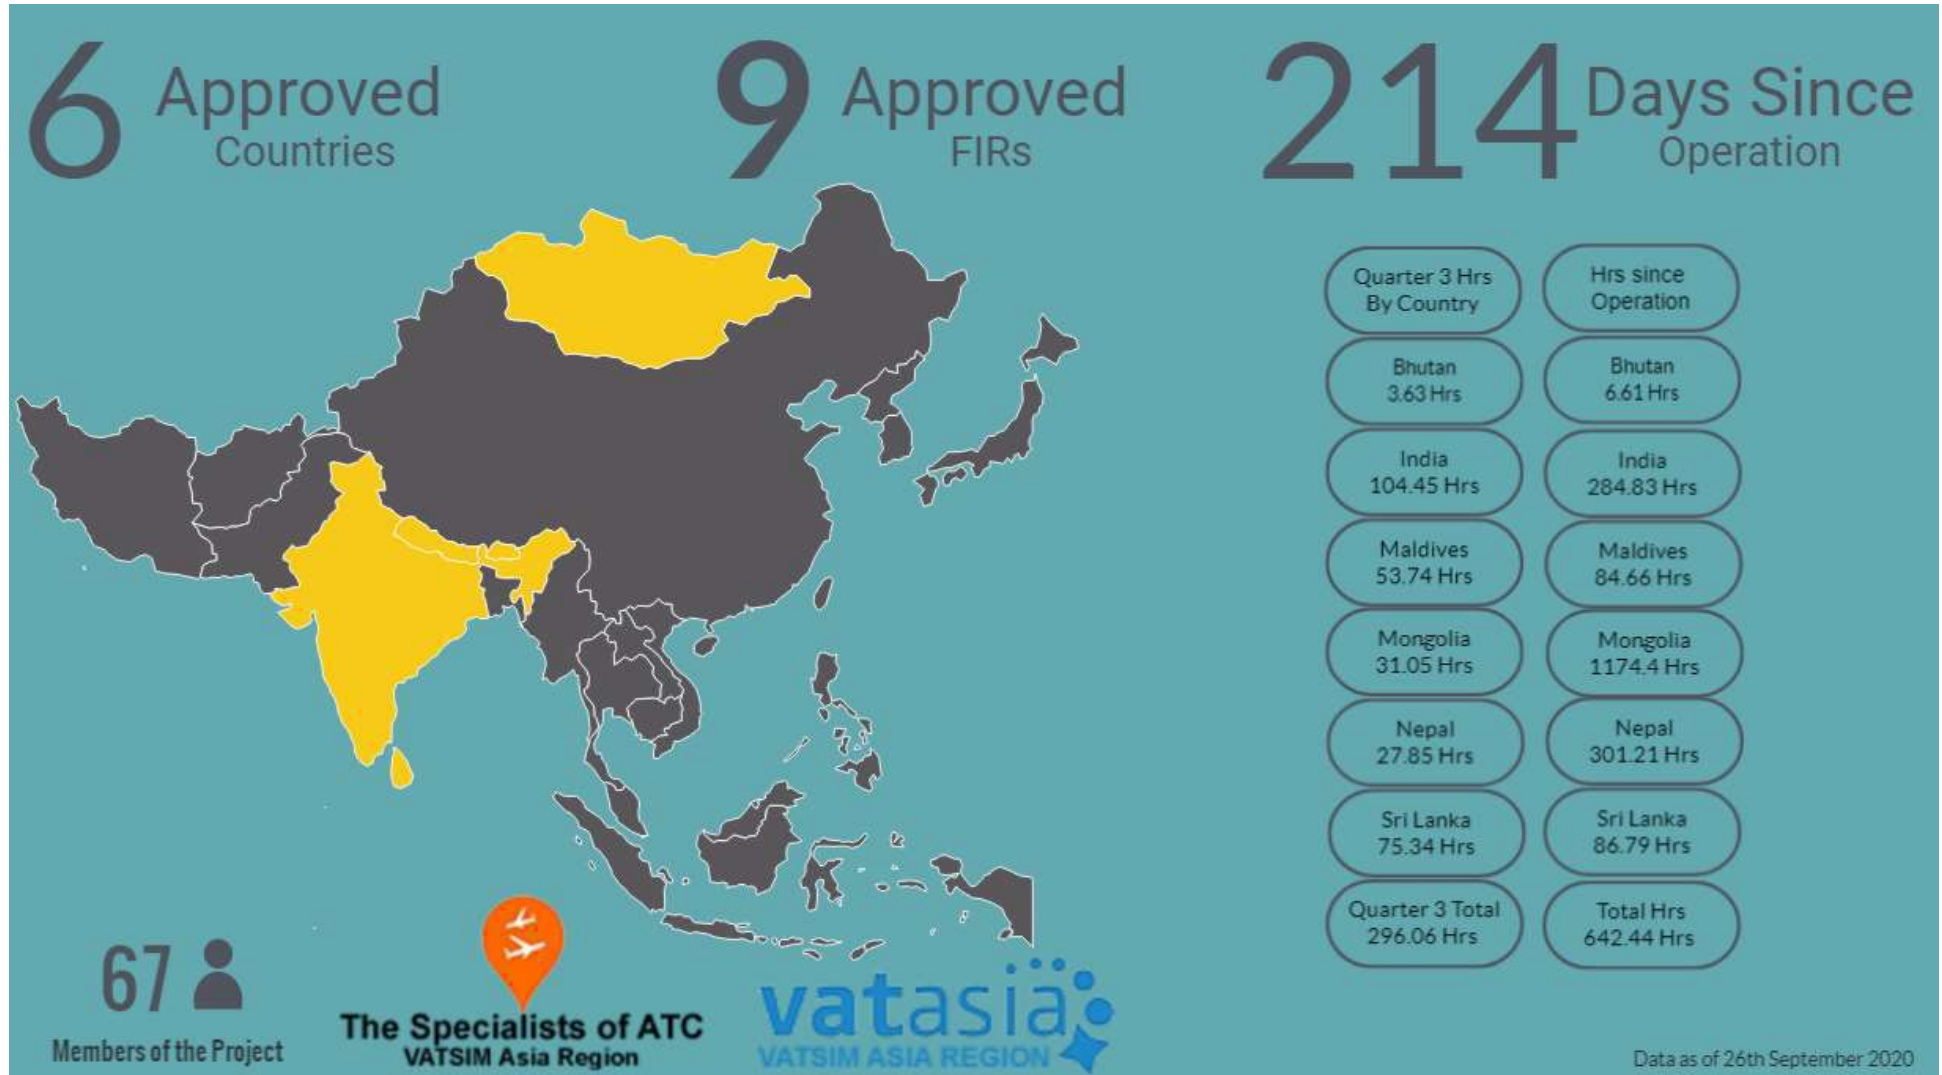 6 Approved
Countries
9 Approved
FIRs
214 Days Since
Operation
Quarter 3 Hrs
By Country
Hrs since
Operation
Bhutan
3.63 Hrs
Bhutan
6.61 Hrs
India
104.45 Hrs
India
284.83 Hrs
Maldives
53.74 Hrs
Maldives
84.66 Hrs
Mongolia
31.05 Hrs
Mongolia
1174.4 Hrs
Nepal
27.85 Hrs
Nepal
301.21 Hrs
Sri Lanka
75.34 Hrs
Sri Lanka
86.79 Hrs
Quarter 3 Total
296.06 Hrs
Total Hrs
642.44 Hrs
67
Members of the Project
The Specialists of ATC
VATSIM Asia Region
vatasia
VATSIM ASIA REGION
Data as of 26th September 2020